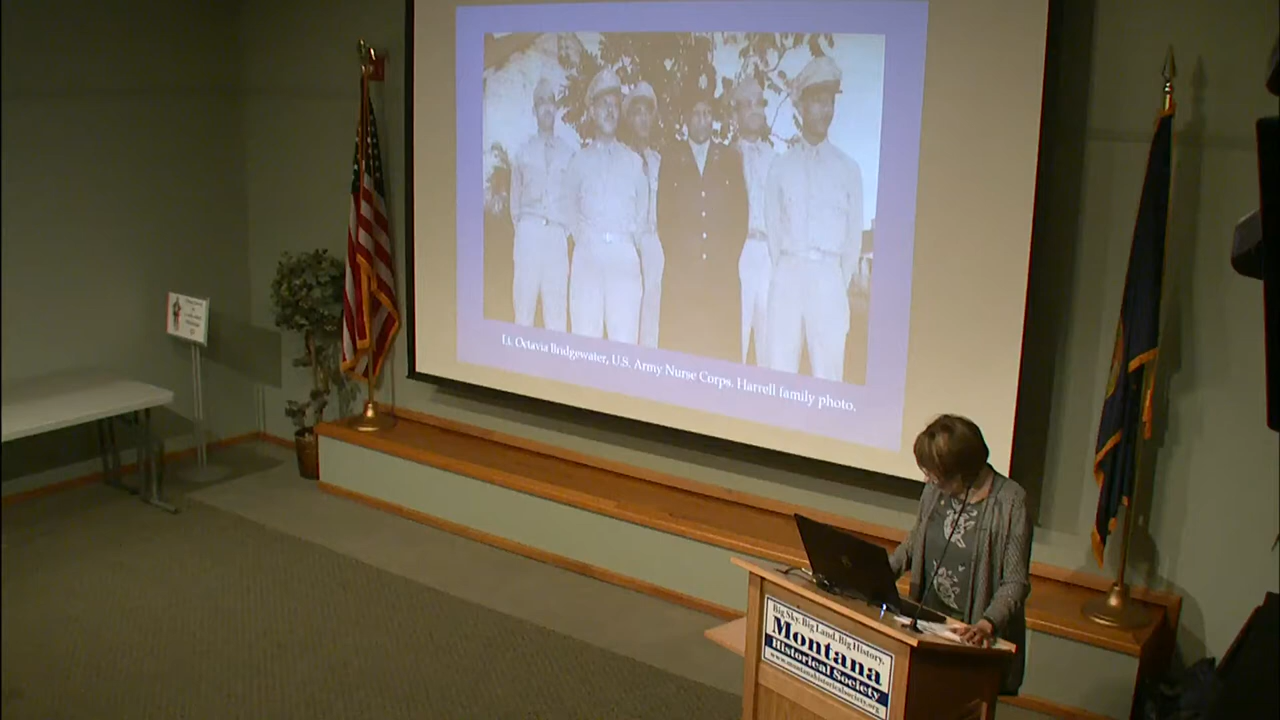 Lt. Octavia Bridgewater, U.S. Army Nurse Corps. Harrell family photo.
Big Sky. Big Land. Big History.
Montana
Historical Society
www.montanahistoricalsociety.org